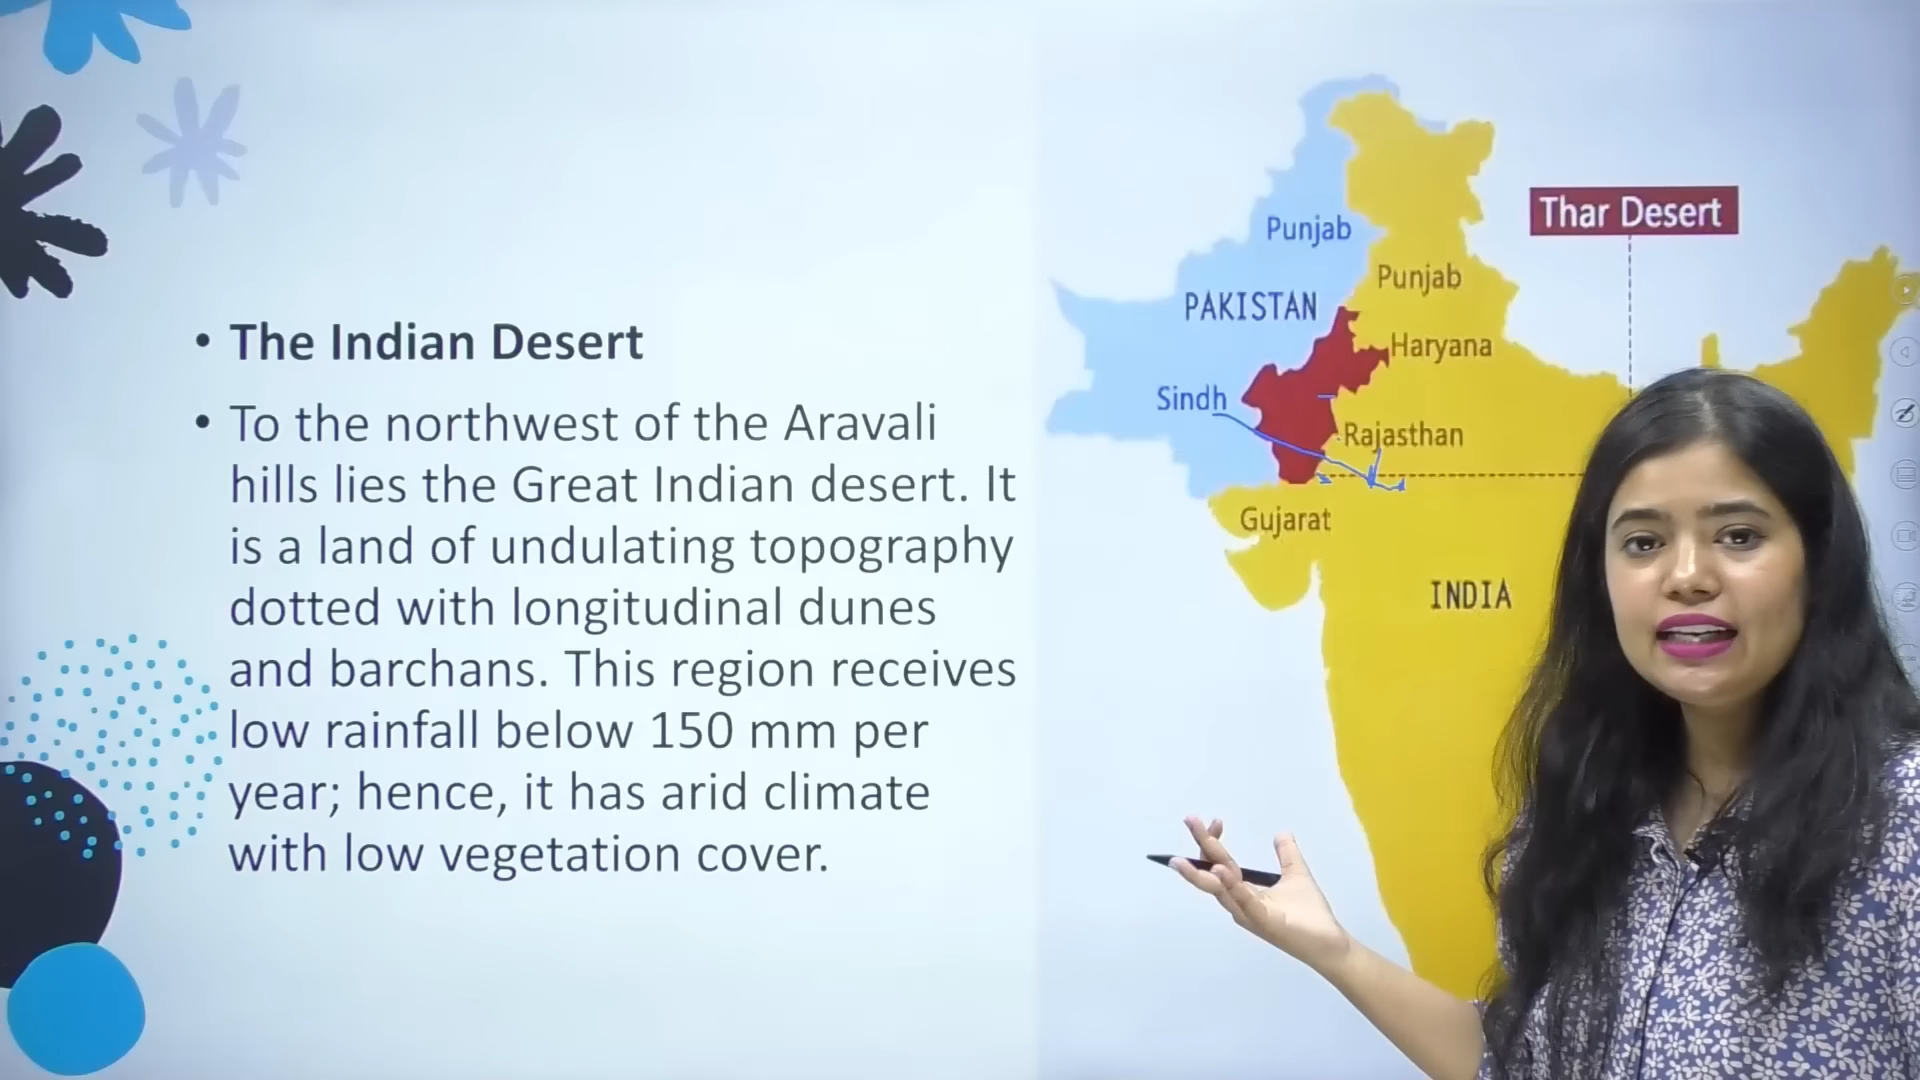 • The Indian Desert
• To the northwest of the Aravali
hills lies the Great Indian desert. It
is a land of undulating topography
dotted with longitudinal dunes
and barchans. This region receives
low rainfall below 150 mm per
year; hence, it has arid climate
with low vegetation cover.
Thar Desert
Punjab
Punjab
PAKISTAN
Haryana
Sindh
Rajasthan
Gujarat
INDIA